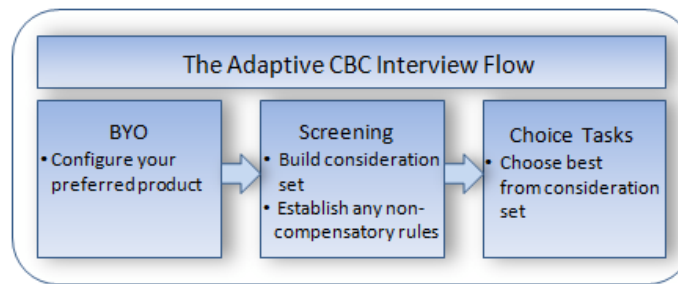 The Adaptive CBC Interview Flow
BYO
• Configure your
preferred product
Screening
• Build consideration
set
• Establish any non-
compensatory rules
Choice Tasks
• Choose best
from consideration
set